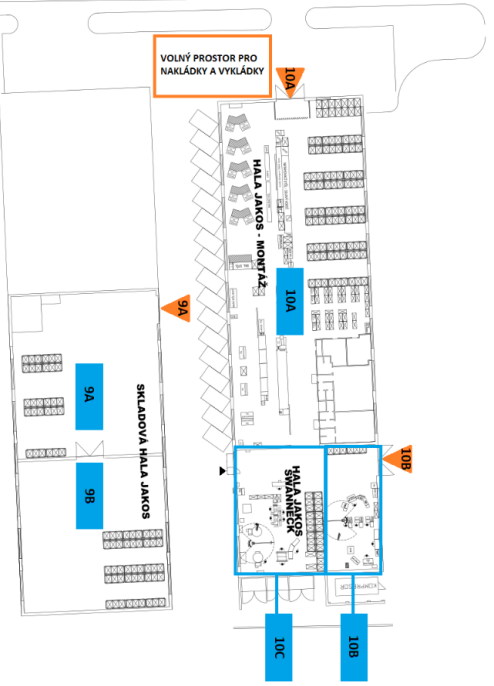 VOLNÝ PROSTOR PRO
NAKLÁDKY A VYKLÁDKY
10A
HALA JAKOS - MONTÁŽ
10A
9A
9A
SKLADOVÁ HALA JAKOS
9B
10B
HALA JAKOS
SWANNECK
10C
10B